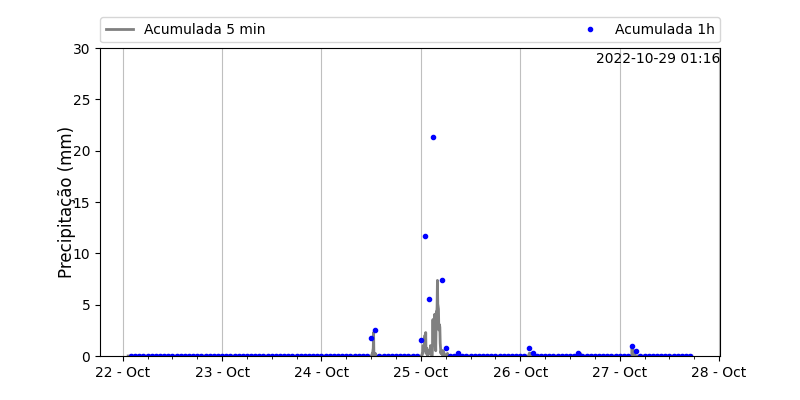 Acumulada 5 min
Acumulada 1h
2022-10-29 01:16
Precipitação (mm)
30
25
20
15
10
5
0
22 - Oct
23 - Oct
24 - Oct
25 - Oct
26 - Oct
27 - Oct
28 - Oct